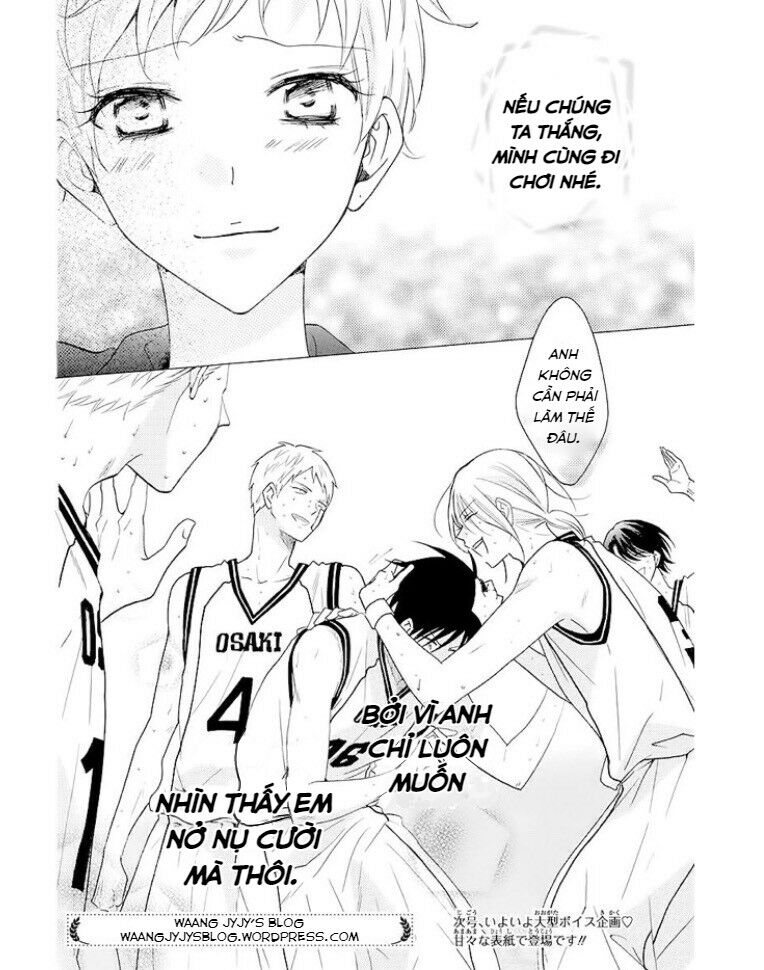 NẾU CHÚNG
TA THẮNG,
MÌNH CÙNG ĐI
CHƠI NHÉ.
ANH
KHÔNG
CẦN PHẢI
LÀM THẾ
ĐÂU.
OSAKI
4
BỞI VÌ ANH
CHỈ LUÔN
MUỐN
NHÌN THẤY EM
NỞ NỤ CƯỜI
MÀ THÔI.
WAANG JYJY'S BLOG
WAANGJYJYSBLOG.WORDPRESS.COM
次号、いよいよ大型ボイス企画♡
甘々な表紙で登場です!!